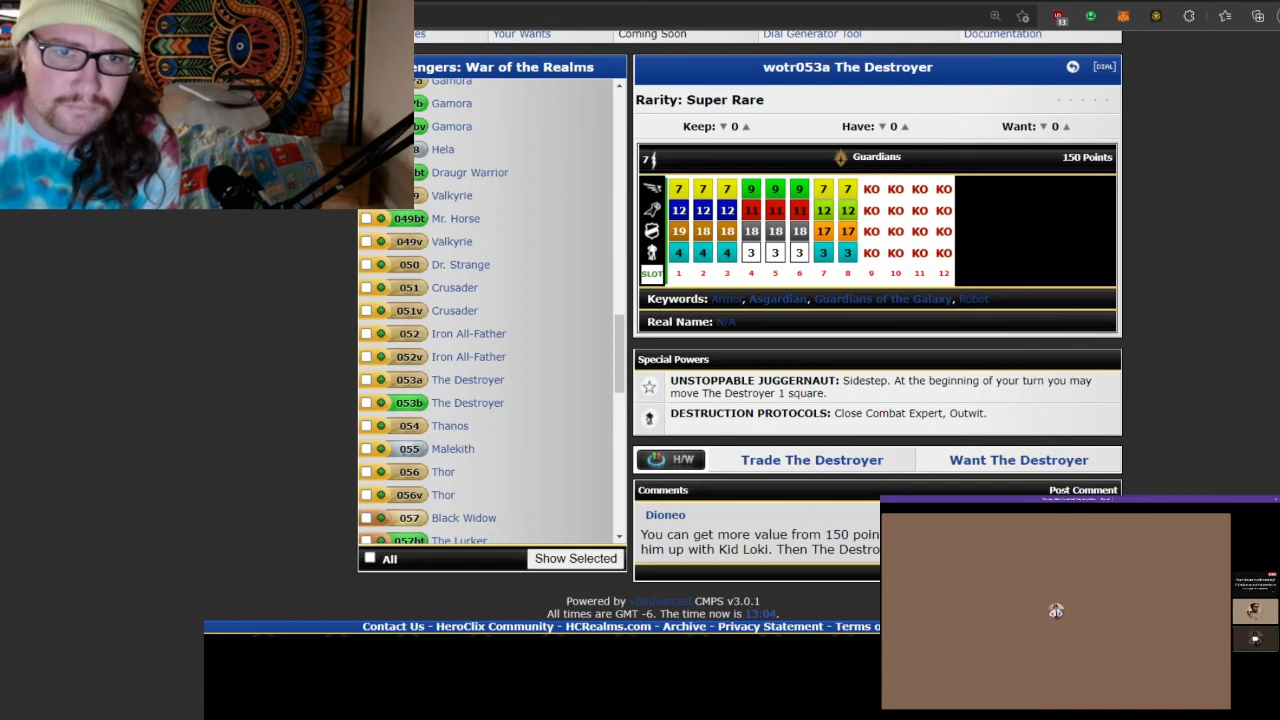 Your Wants
Coming Soon
Dial Generator Tool
Documentation
13
engers: War of the Realms
Gamora
Gamora
Gamora
Hela
Draugr Warrior
Valkyrie
049bt Mr. Horse
049v Valkyrie
050 Dr. Strange
051 Crusader
051v Crusader
052 Iron All-Father
052v Iron All-Father
053a The Destroyer
053b The Destroyer
054 Thanos
055 Malekith
056 Thor
056v Thor
057 Black Widow
057bt The Lurker
All
Show Selected
wotr053a The Destroyer
[DIAL]
Rarity: Super Rare
Keep: ▼ 0 ▲ Have: ▼ 0 ▲ Want: ▼ 0 ▲
7 Guardians 150 Points
7 7 7 9 9 9 7 7 KO KO KO KO
12 12 12 11 11 11 12 12 KO KO KO KO
19 18 18 18 18 18 17 17 KO KO KO KO
4 4 4 3 3 3 3 3 KO KO KO KO
SLOT 1 2 3 4 5 6 7 8 9 10 11 12
Keywords: Armor, Asgardian, Guardians of the Galaxy, Robot
Real Name: N/A
Special Powers
UNSTOPPABLE JUGGERNAUT: Sidestep. At the beginning of your turn you may
move The Destroyer 1 square.
DESTRUCTION PROTOCOLS: Close Combat Expert, Outwit.
H/W
Trade The Destroyer
Want The Destroyer
Comments
Post Comment
Dioneo
You can get more value from 150 poin
him up with Kid Loki. Then The Destro
Powered by vBadvanced CMPS v3.0.1
All times are GMT -6. The time now is 13:04.
Contact Us - HeroClix Community - HCRealms.com - Archive - Privacy Statement - Terms o